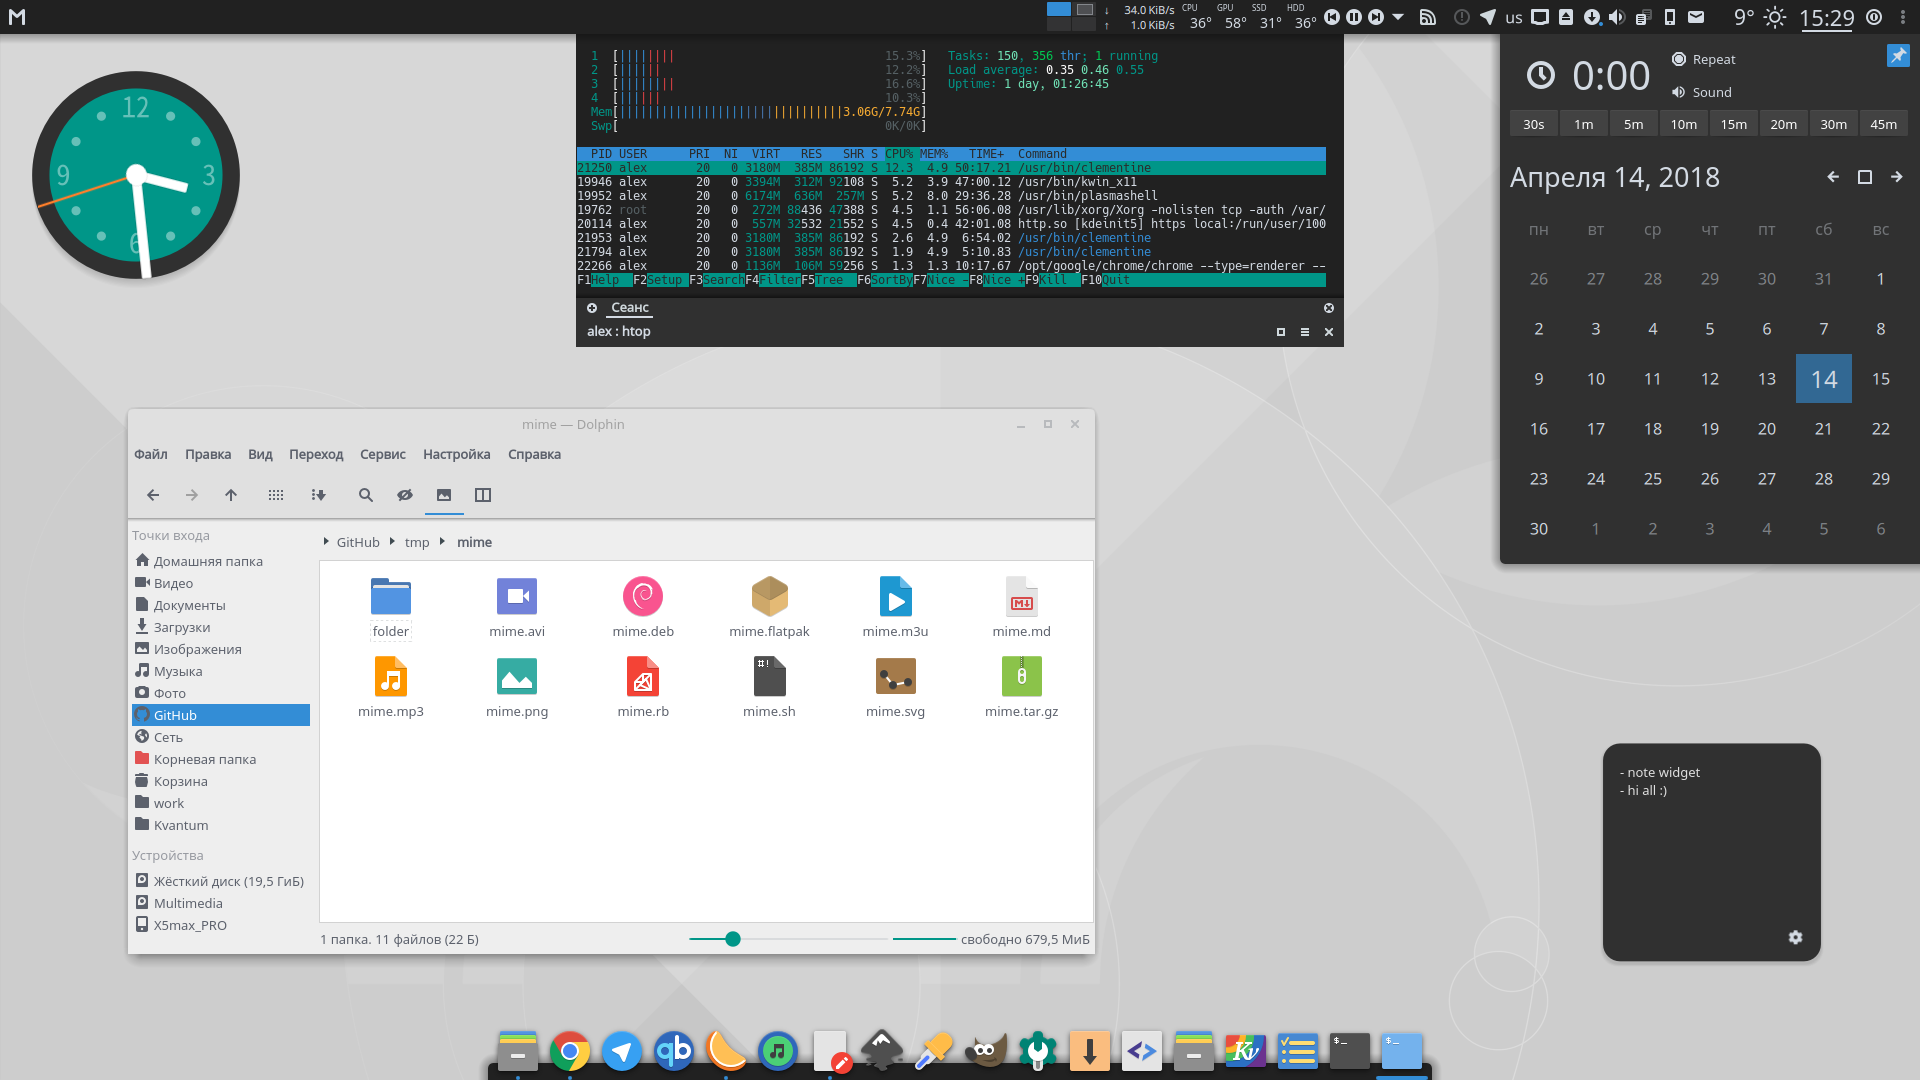 34.0 KiB/s
1.0 KiB/s
CPU GPU SSD HDD
36° 58° 31° 36°
us
9°
15:29
12
3
6
9
1 [|||||||| 15.3%] Tasks: 150, 356 thr; 1 running
2 [|||||| 12.2%] Load average: 0.35 0.46 0.55
3 [|||||||| 16.6%] Uptime: 1 day, 01:26:45
4 [|||||| 10.3%]
Mem[||||||||||||||||||||||||||||||||3.06G/7.74G]
Swp[ 0K/0K]
PID USER PRI NI VIRT RES SHR S CPU% MEM% TIME+ Command
21250 alex 20 0 3180M 385M 86192 S 12.3 4.9 50:17.21 /usr/bin/clementine
19946 alex 20 0 3394M 312M 92108 S 5.2 3.9 47:00.12 /usr/bin/kwin_x11
19952 alex 20 0 6174M 636M 257M S 5.2 8.0 29:36.28 /usr/bin/plasmashell
19762 root 20 0 272M 88436 47388 S 4.5 1.1 56:06.08 /usr/lib/xorg/Xorg -nolisten tcp -auth /var/
20114 alex 20 0 557M 32532 21552 S 4.5 0.4 42:01.08 http.so [kdeinit5] https local:/run/user/100
21953 alex 20 0 3180M 385M 86192 S 2.6 4.9 6:54.02 /usr/bin/clementine
21794 alex 20 0 3180M 385M 86192 S 1.9 4.9 5:10.83 /usr/bin/clementine
22266 alex 20 0 1136M 106M 59256 S 1.3 1.3 10:17.67 /opt/google/chrome/chrome --type=renderer --
F1Help F2Setup F3SearchF4FilterF5Tree F6SortByF7Nice -F8Nice +F9Kill F10Quit
Сеанс
alex : htop
0:00
Repeat
Sound
30s 1m 5m 10m 15m 20m 30m 45m
Апреля 14, 2018
пн вт ср чт пт сб вс
26 27 28 29 30 31 1
2 3 4 5 6 7 8
9 10 11 12 13 14 15
16 17 18 19 20 21 22
23 24 25 26 27 28 29
30 1 2 3 4 5 6
mime — Dolphin
Файл Правка Вид Переход Сервис Настройка Справка
Точки входа
Домашняя папка
Видео
Документы
Загрузки
Изображения
Музыка
Фото
GitHub
Сеть
Корневая папка
Корзина
work
Kvantum
Устройства
Жёсткий диск (19,5 ГиБ)
Multimedia
X5max_PRO
GitHub tmp mime
folder mime.avi mime.deb mime.flatpak mime.m3u mime.md
mime.mp3 mime.png mime.rb mime.sh mime.svg mime.tar.gz
1 папка. 11 файлов (22 Б)
свободно 679,5 МиБ
- note widget
- hi all :)